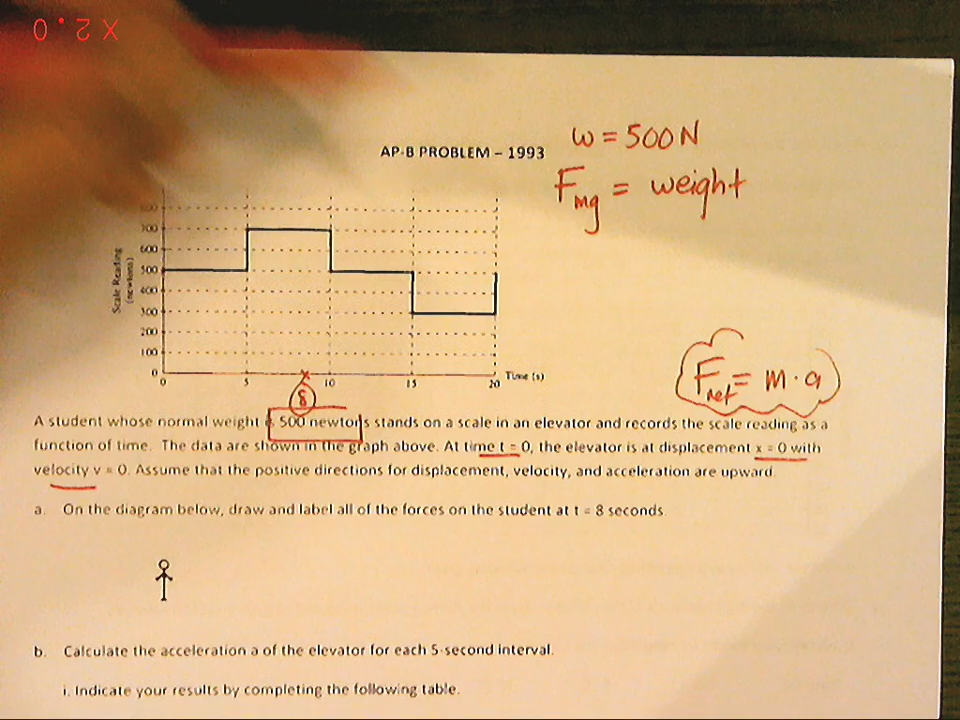 x 2.0
AP-B PROBLEM – 1993
w = 500 N
Fmg = weight
700
600
500
400
300
200
100
0
Scale Reading
(newtons)
0 5 10 15 20 Time (s)
8
Fnet = m · a
A student whose normal weight is 500 newtons stands on a scale in an elevator and records the scale reading as a
function of time. The data are shown in the graph above. At time t = 0, the elevator is at displacement x = 0 with
velocity v = 0. Assume that the positive directions for displacement, velocity, and acceleration are upward.
a. On the diagram below, draw and label all of the forces on the student at t = 8 seconds.
b. Calculate the acceleration a of the elevator for each 5-second interval.
i. Indicate your results by completing the following table.